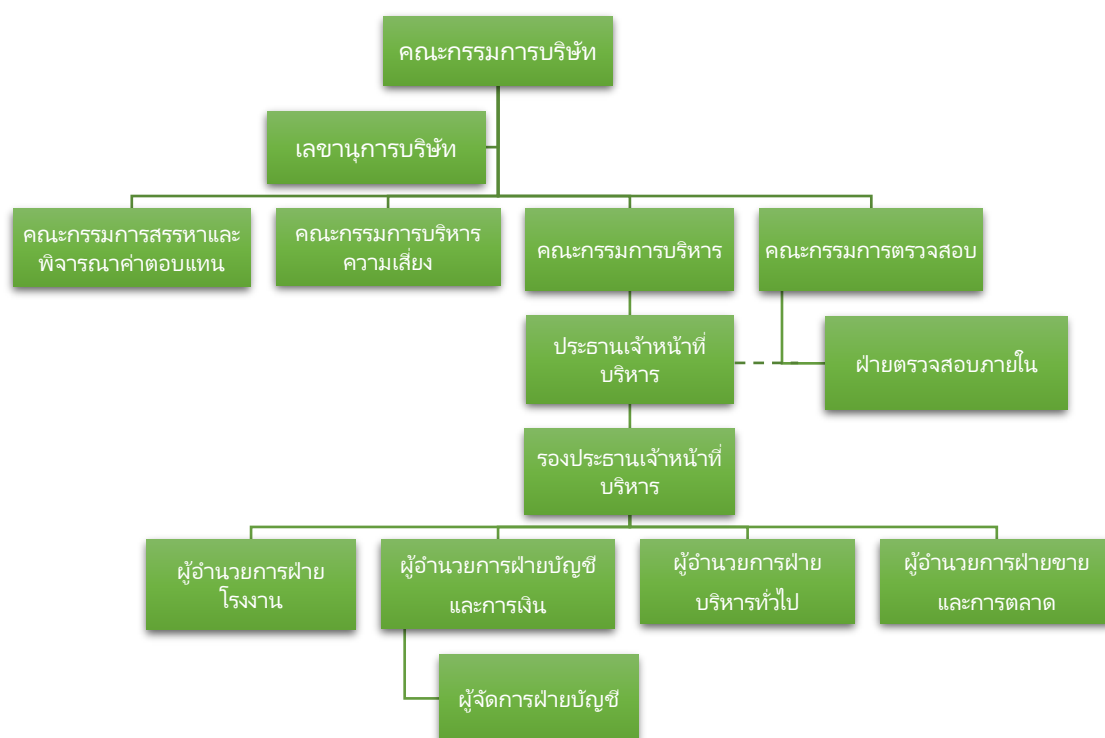 คณะกรรมการบริษัท
เลขานุการบริษัท
คณะกรรมการสรรหาและ
พิจารณาค่าตอบแทน
คณะกรรมการบริหาร
ความเสี่ยง
คณะกรรมการบริหาร
คณะกรรมการตรวจสอบ
ประธานเจ้าหน้าที่
บริหาร
ฝ่ายตรวจสอบภายใน
รองประธานเจ้าหน้าที่
บริหาร
ผู้อำนวยการฝ่าย
โรงงาน
ผู้อำนวยการฝ่ายบัญชี
และการเงิน
ผู้อำนวยการฝ่าย
บริหารทั่วไป
ผู้อำนวยการฝ่ายขาย
และการตลาด
ผู้จัดการฝ่ายบัญชี